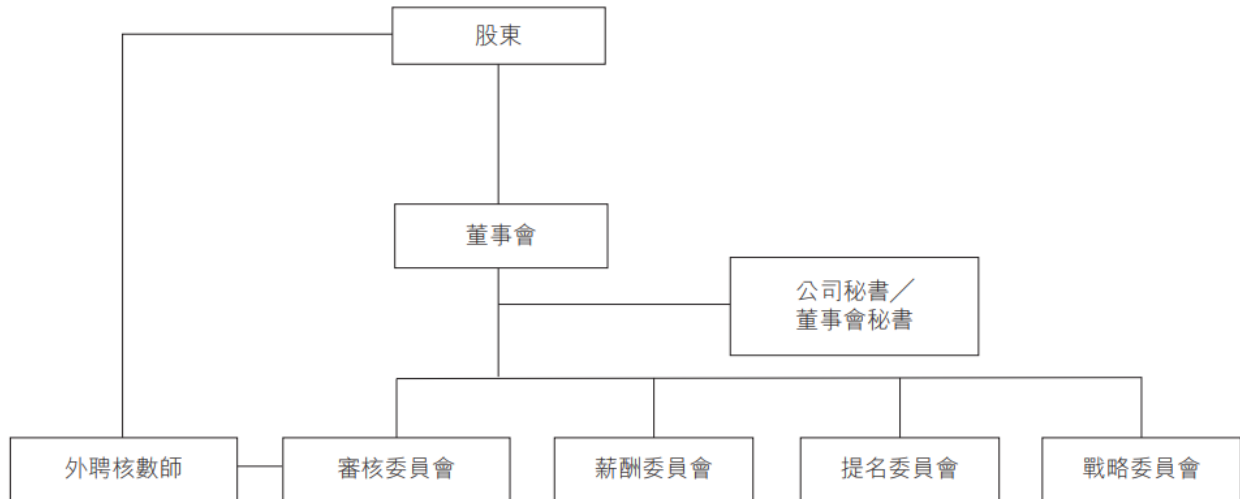 股東
董事會
公司秘書／
董事會秘書
外聘核數師
審核委員會
薪酬委員會
提名委員會
戰略委員會